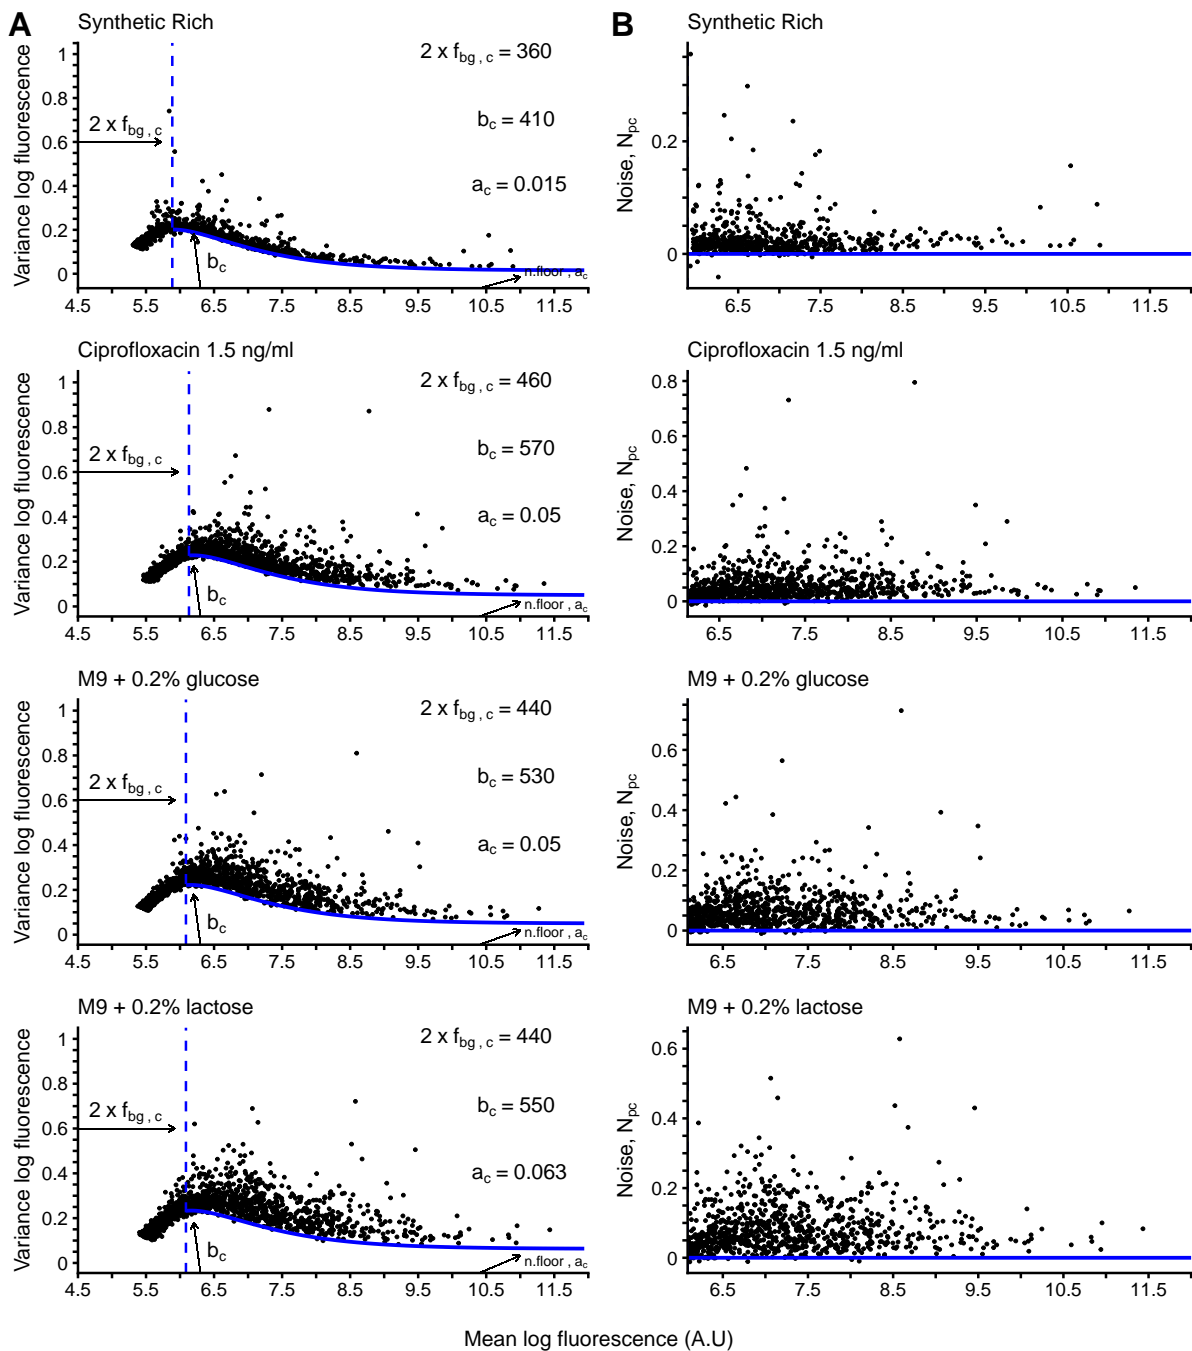 A
Synthetic Rich
Variance log fluorescence
1
0.8
0.6
0.4
0.2
0
2 x f_bg , c
2 x f_bg , c = 360
b_c = 410
a_c = 0.015
b_c
n.floor , a_c
4.5 5.5 6.5 7.5 8.5 9.5 10.5 11.5
Ciprofloxacin 1.5 ng/ml
Variance log fluorescence
1
0.8
0.6
0.4
0.2
0
2 x f_bg , c
2 x f_bg , c = 460
b_c = 570
a_c = 0.05
b_c
n.floor , a_c
4.5 5.5 6.5 7.5 8.5 9.5 10.5 11.5
M9 + 0.2% glucose
Variance log fluorescence
1
0.8
0.6
0.4
0.2
0
2 x f_bg , c
2 x f_bg , c = 440
b_c = 530
a_c = 0.05
b_c
n.floor , a_c
4.5 5.5 6.5 7.5 8.5 9.5 10.5 11.5
M9 + 0.2% lactose
Variance log fluorescence
1
0.8
0.6
0.4
0.2
0
2 x f_bg , c
2 x f_bg , c = 440
b_c = 550
a_c = 0.063
b_c
n.floor , a_c
4.5 5.5 6.5 7.5 8.5 9.5 10.5 11.5
B
Synthetic Rich
Noise, N_pc
0.2
0
6.5 7.5 8.5 9.5 10.5 11.5
Ciprofloxacin 1.5 ng/ml
Noise, N_pc
0.8
0.6
0.4
0.2
0
6.5 7.5 8.5 9.5 10.5 11.5
M9 + 0.2% glucose
Noise, N_pc
0.6
0.4
0.2
0
6.5 7.5 8.5 9.5 10.5 11.5
M9 + 0.2% lactose
Noise, N_pc
0.6
0.4
0.2
0
6.5 7.5 8.5 9.5 10.5 11.5
Mean log fluorescence (A.U)